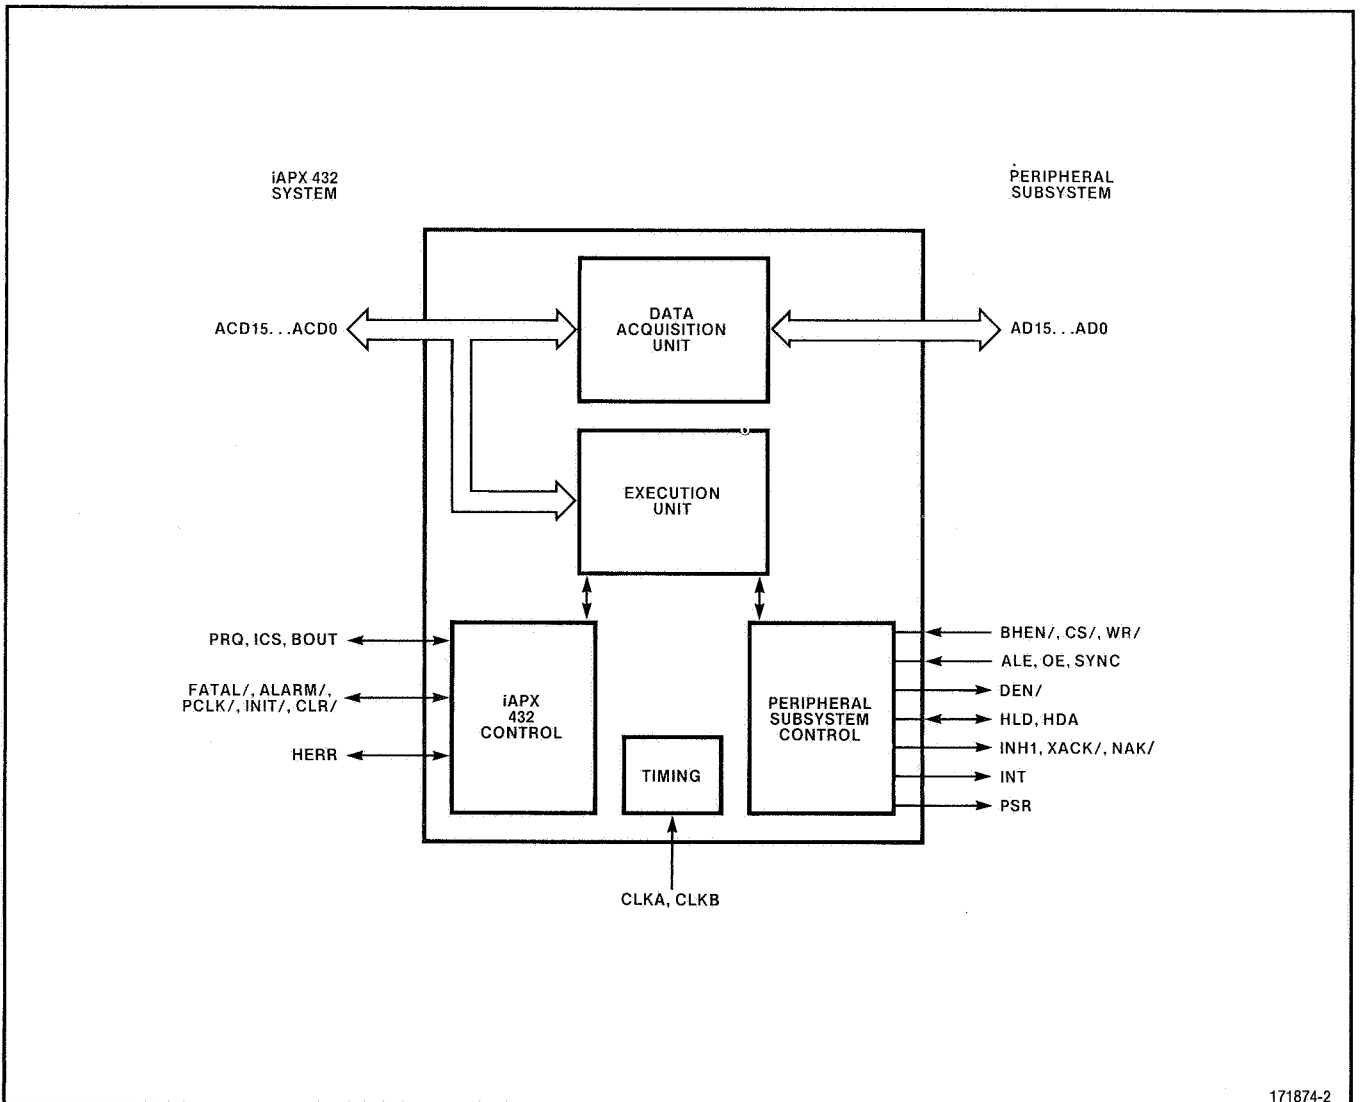 iAPX 432
SYSTEM
PERIPHERAL
SUBSYSTEM
DATA
ACQUISITION
UNIT
ACD15. . .ACD0
AD15. . .AD0
EXECUTION
UNIT
PRQ, ICS, BOUT
FATAL/, ALARM/,
PCLK/, INIT/, CLR/
HERR
iAPX
432
CONTROL
TIMING
PERIPHERAL
SUBSYSTEM
CONTROL
BHEN/, CS/, WR/
ALE, OE, SYNC
DEN/
HLD, HDA
INH1, XACK/, NAK/
INT
PSR
CLKA, CLKB
171874-2